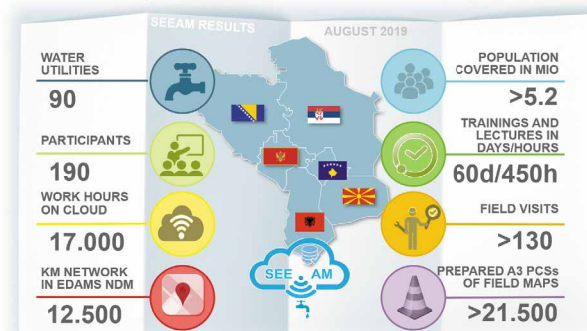 SEEAM RESULTS
AUGUST 2019
WATER
UTILITIES
90
PARTICIPANTS
190
WORK HOURS
ON CLOUD
17.000
KM NETWORK
IN EDAMS NDM
12.500
SEE AM
POPULATION
COVERED IN MIO
>5.2
TRAININGS AND
LECTURES IN
DAYS/HOURS
60d/450h
FIELD VISITS
>130
PREPARED A3 PCSs
OF FIELD MAPS
>21.500